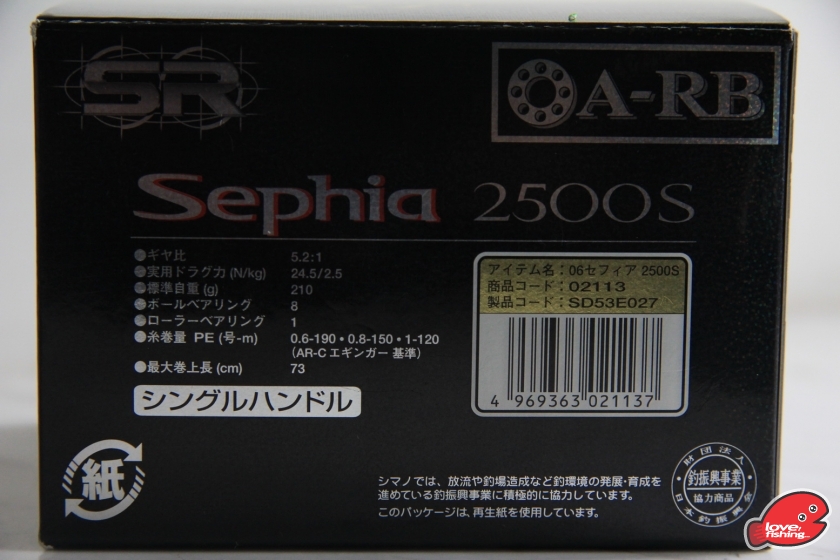 SR
A-RB
Sephia 2500S
●ギヤ比 5.2:1
●実用ドラグ力 (N/kg) 24.5/2.5
●標準自重 (g) 210
●ボールベアリング 8
●ローラーベアリング 1
●糸巻量 PE (号-m) 0.6-190・0.8-150・1-120
(AR-C エギンガー 基準)
●最大巻上長 (cm) 73
シングルハンドル
アイテム名：06セフィア 2500S
商品コード：02113
製品コード：SD53E027
4 969363 021137
紙
シマノでは、放流や釣場造成など釣環境の発展・育成を
進めている釣振興事業に積極的に協力しています。
このパッケージは、再生紙を使用しています。
財団法人
釣振興事業
協力商品
日本釣振興会
love,
fishing...